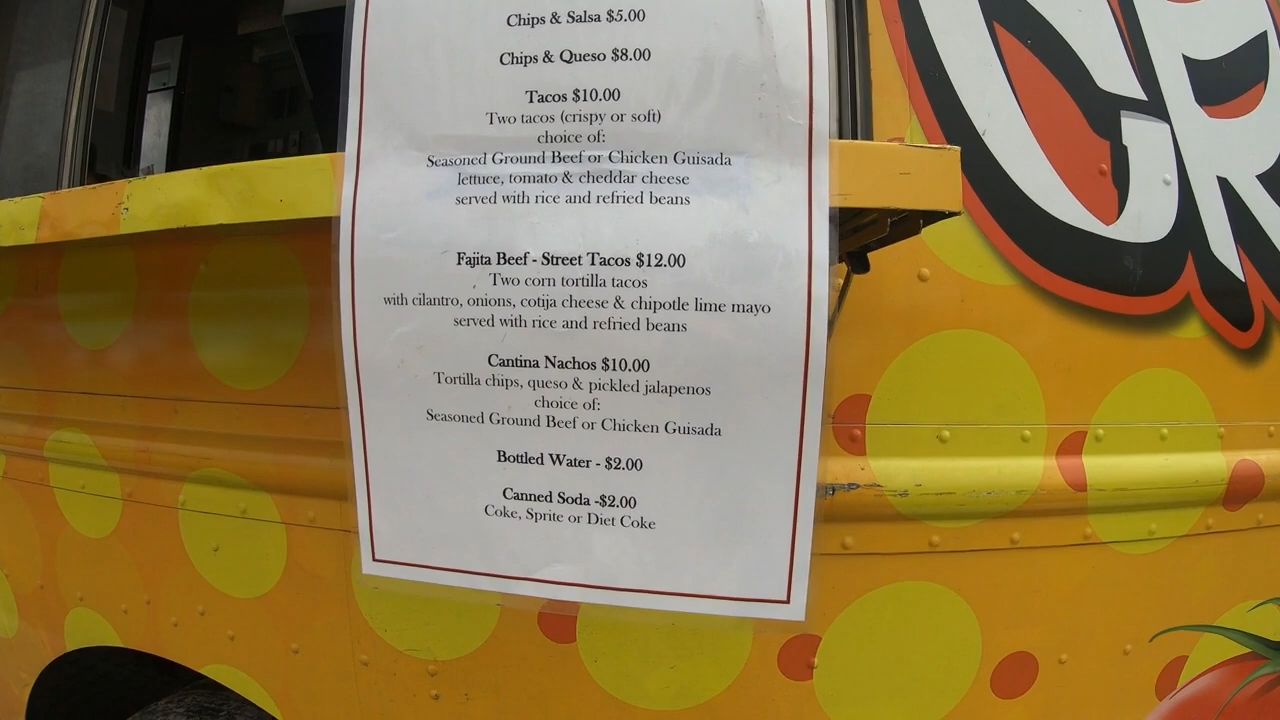 Chips & Salsa $5.00
Chips & Queso $8.00
Tacos $10.00
Two tacos (crispy or soft)
choice of:
Seasoned Ground Beef or Chicken Guisada
lettuce, tomato & cheddar cheese
served with rice and refried beans
Fajita Beef - Street Tacos $12.00
Two corn tortilla tacos
with cilantro, onions, cotija cheese & chipotle lime mayo
served with rice and refried beans
Cantina Nachos $10.00
Tortilla chips, queso & pickled jalapenos
choice of:
Seasoned Ground Beef or Chicken Guisada
Bottled Water - $2.00
Canned Soda -$2.00
Coke, Sprite or Diet Coke